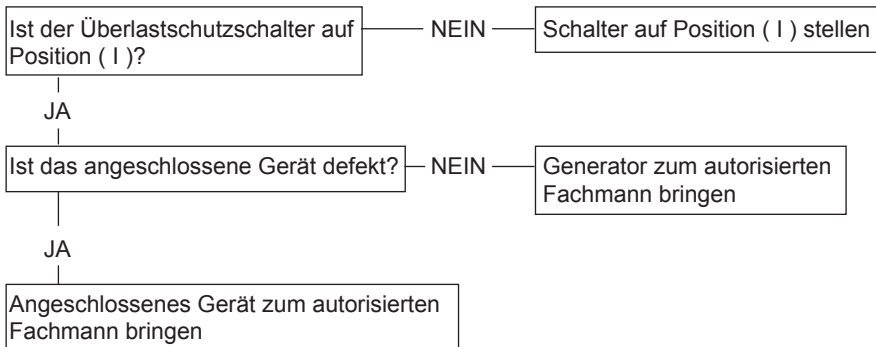 Ist der Überlastschutzschalter auf
Position ( I )?
NEIN
Schalter auf Position ( I ) stellen
JA
Ist das angeschlossene Gerät defekt?
NEIN
Generator zum autorisierten
Fachmann bringen
JA
Angeschlossenes Gerät zum autorisierten
Fachmann bringen